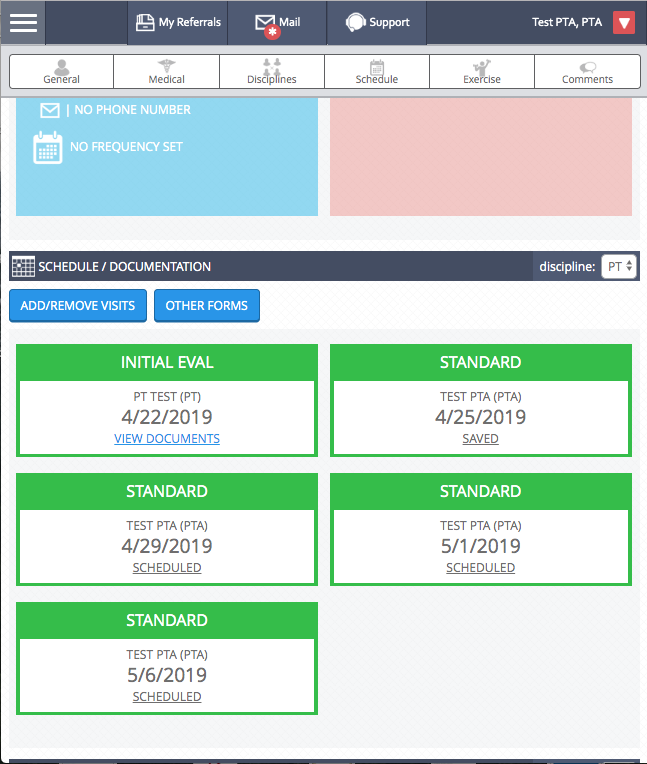 My Referrals
Mail
Support
Test PTA, PTA
General
Medical
Disciplines
Schedule
Exercise
Comments
| NO PHONE NUMBER
NO FREQUENCY SET
SCHEDULE / DOCUMENTATION
discipline:
PT
ADD/REMOVE VISITS
OTHER FORMS
INITIAL EVAL
PT TEST (PT)
4/22/2019
VIEW DOCUMENTS
STANDARD
TEST PTA (PTA)
4/25/2019
SAVED
STANDARD
TEST PTA (PTA)
4/29/2019
SCHEDULED
STANDARD
TEST PTA (PTA)
5/1/2019
SCHEDULED
STANDARD
TEST PTA (PTA)
5/6/2019
SCHEDULED